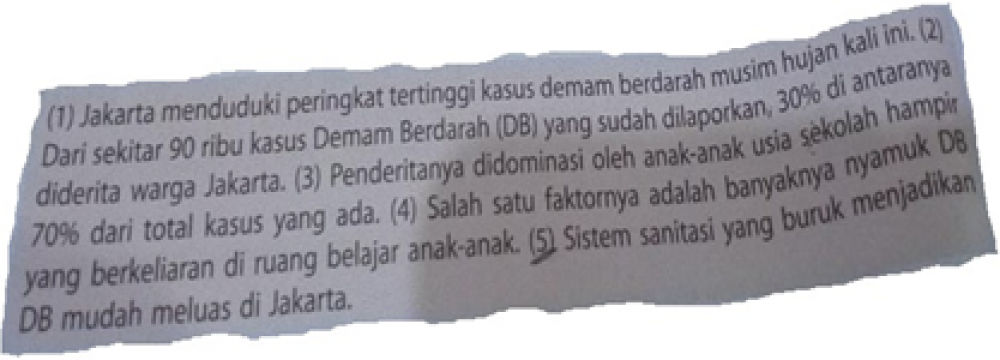 (1) Jakarta menduduki peringkat tertinggi kasus demam berdarah musim hujan kali ini. (2)
Dari sekitar 90 ribu kasus Demam Berdarah (DB) yang sudah dilaporkan, 30% di antaranya
diderita warga Jakarta. (3) Penderitanya didominasi oleh anak-anak usia sekolah hampir
70% dari total kasus yang ada. (4) Salah satu faktornya adalah banyaknya nyamuk DB
yang berkeliaran di ruang belajar anak-anak. (5) Sistem sanitasi yang buruk menjadikan
DB mudah meluas di Jakarta.